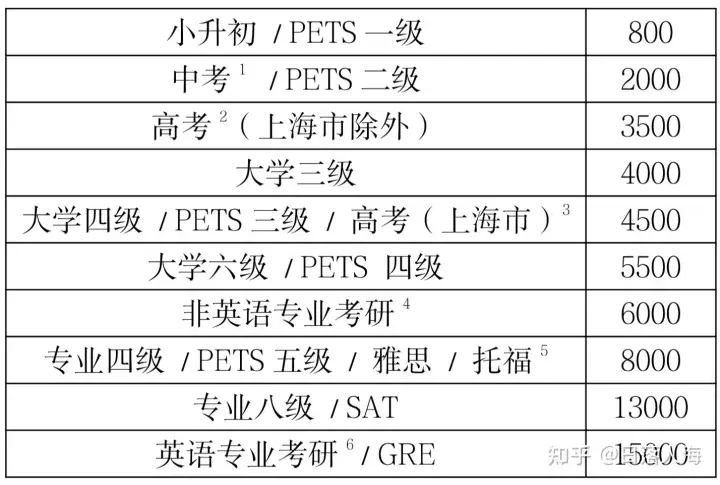 小升初 / PETS 一级 800
中考1 / PETS 二级 2000
高考2（上海市除外） 3500
大学三级 4000
大学四级 / PETS 三级 / 高考（上海市）3 4500
大学六级 / PETS 四级 5500
非英语专业考研4 6000
专业四级 / PETS 五级 / 雅思 / 托福5 8000
专业八级 / SAT 13000
英语专业考研6 / GRE 15000
知乎